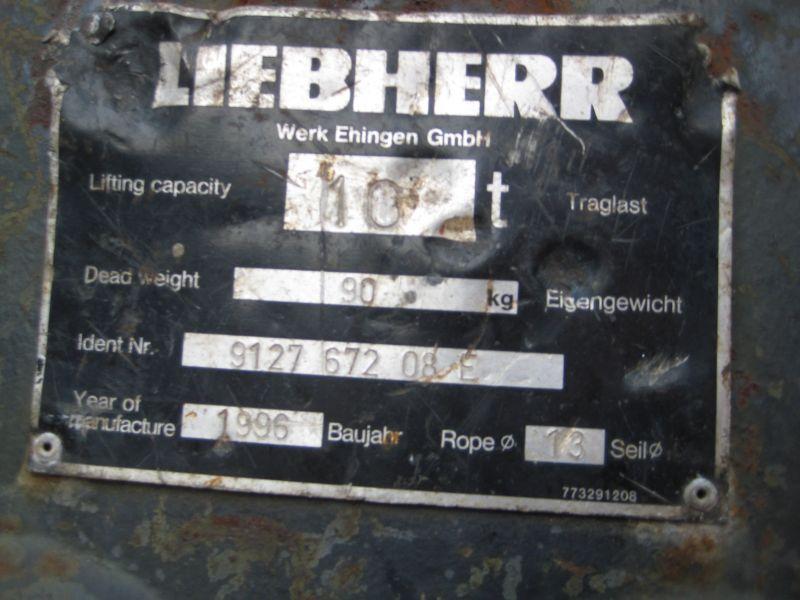 LIEBHERR
Werk Ehingen GmbH
Lifting capacity 10 t Traglast
Dead weight 90 kg Eigengewicht
Ident Nr. 9127 672 08 E
Year of
manufacture 1996 Baujahr Rope ø 13 Seil ø
773291208